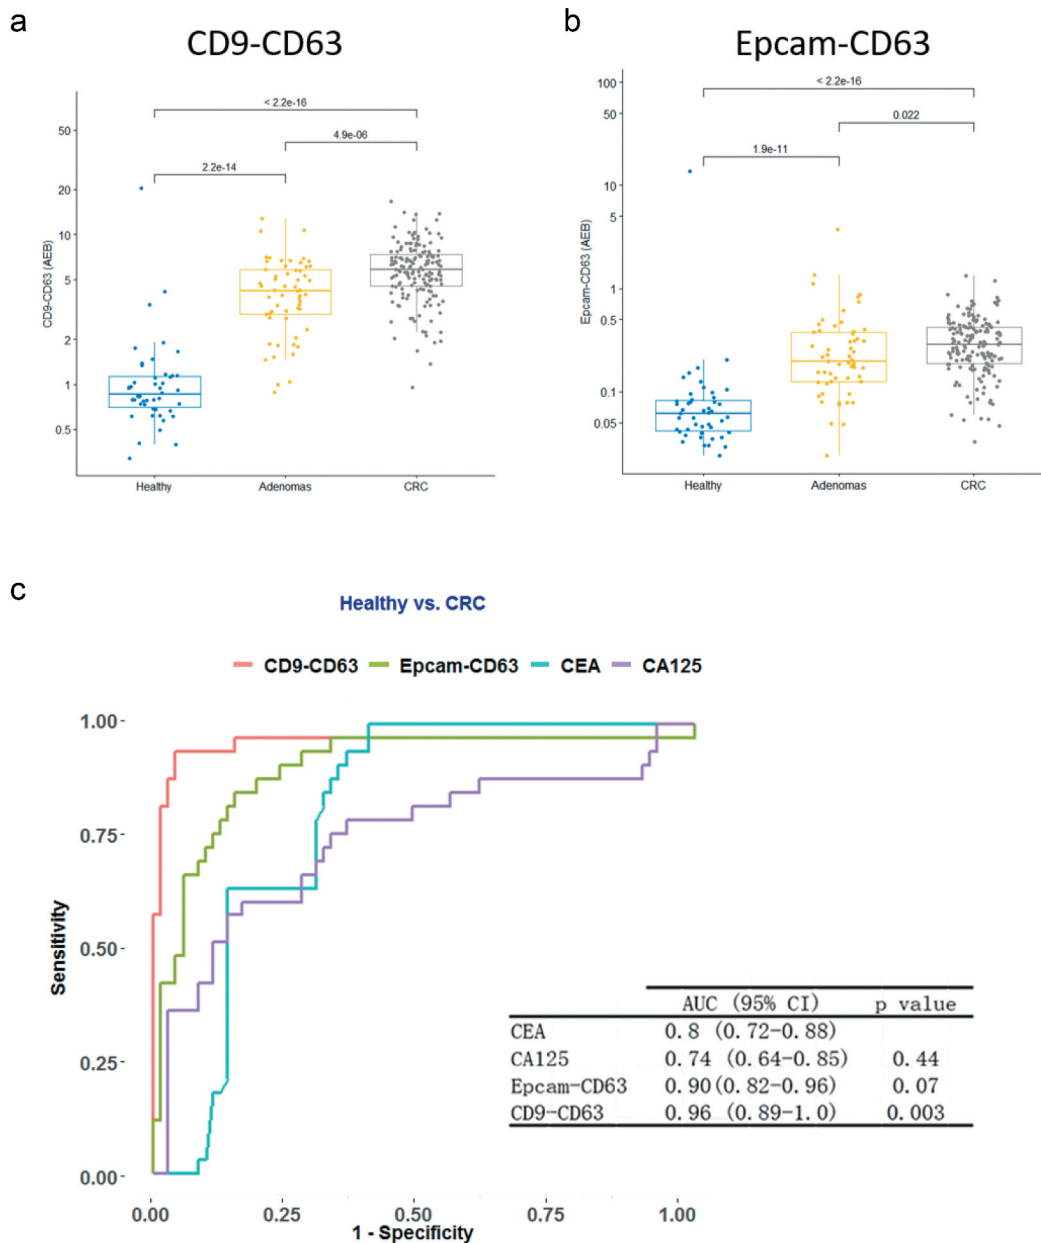 a
CD9-CD63
CD9-CD63 (AEB)
50
20
10
5
2
1
0.5
< 2.2e-16
4.9e-06
2.2e-14
Healthy Adenomas CRC
b
Epcam-CD63
Epcam-CD63 (AEB)
100
50
10
5
1
0.5
0.1
0.05
< 2.2e-16
0.022
1.9e-11
Healthy Adenomas CRC
c
Healthy vs. CRC
CD9-CD63 Epcam-CD63 CEA CA125
Sensitivity
1.00
0.75
0.50
0.25
0.00
AUC (95% CI) p value
CEA 0.8 (0.72-0.88)
CA125 0.74 (0.64-0.85) 0.44
Epcam-CD63 0.90(0.82-0.96) 0.07
CD9-CD63 0.96 (0.89-1.0) 0.003
0.00 0.25 0.50 0.75 1.00
1 - Specificity